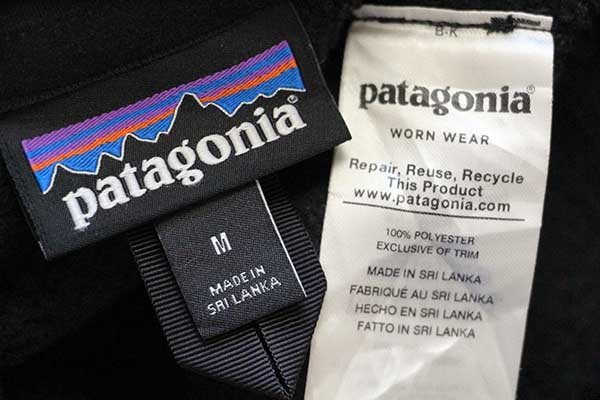 patagonia®
M
MADE IN
SRI LANKA
B-K
patagonia®
WORN WEAR
Repair, Reuse, Recycle
This Product
www.patagonia.com
100% POLYESTER
EXCLUSIVE OF TRIM
MADE IN SRI LANKA
FABRIQUÉ AU SRI LANKA
HECHO EN SRI LANKA
FATTO IN SRI LANKA